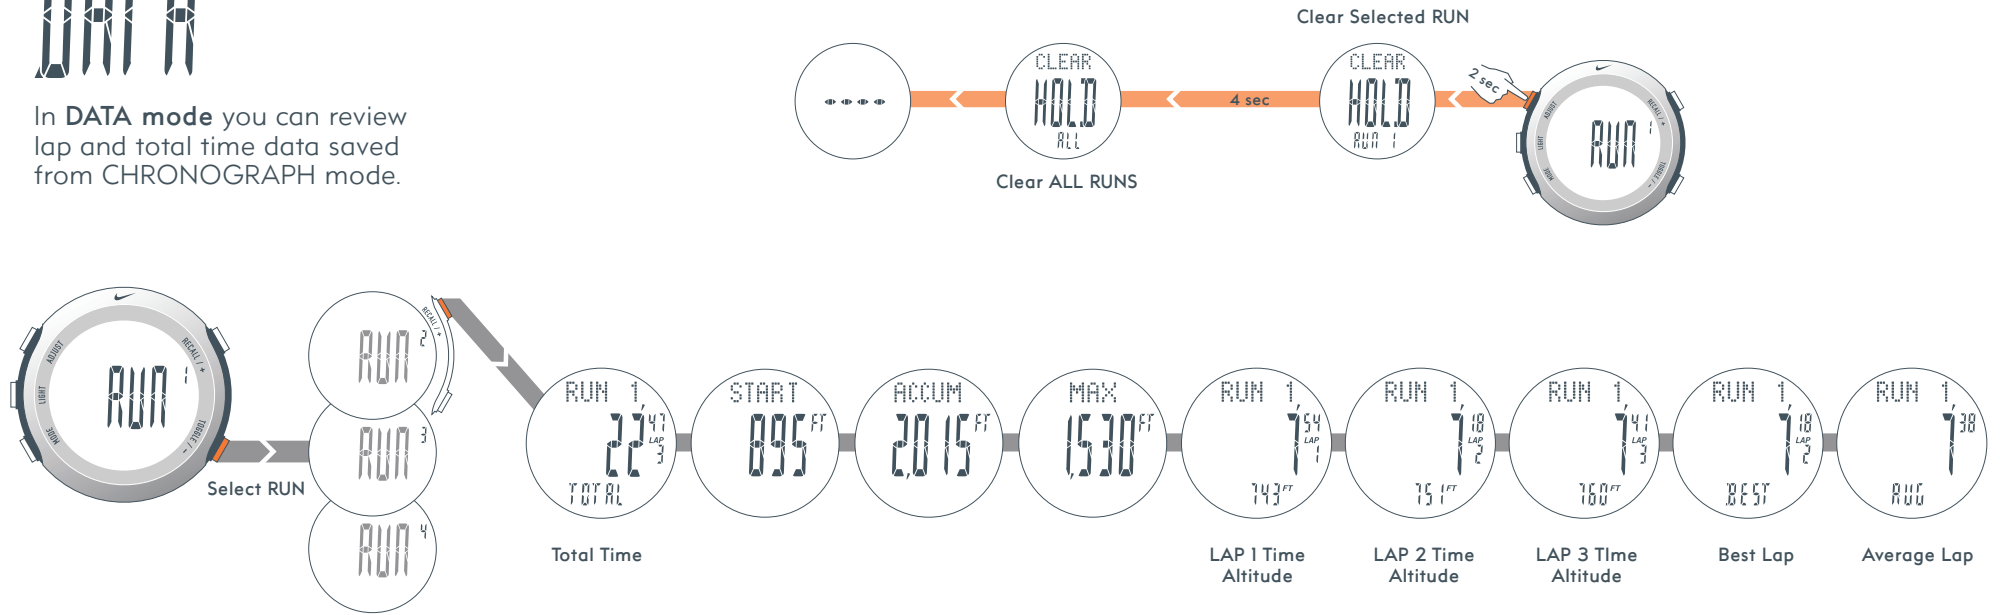 DATA
In DATA mode you can review
lap and total time data saved
from CHRONOGRAPH mode.
Clear Selected RUN
CLEAR
HOLD
ALL
4 sec
CLEAR
HOLD
RUN 1
2 sec
ADJUST
LIGHT
MODE
RECALL / +
TOGGLE / -
RUN 1
Clear ALL RUNS
ADJUST
LIGHT
MODE
RECALL / +
TOGGLE / -
RUN 1
Select RUN
RUN 2
RECALL / +
RUN 3
RUN 4
RUN 1
22,47
LAP
3
TOTAL
Total Time
START
895 FT
ACCUM
2,015 FT
MAX
1,530 FT
RUN 1
7,54
LAP
1
743 FT
LAP 1 Time
Altitude
RUN 1
7,18
LAP
2
751 FT
LAP 2 Time
Altitude
RUN 1
7,41
LAP
3
760 FT
LAP 3 TIme
Altitude
RUN 1
7,18
LAP
2
BEST
Best Lap
RUN 1
7,38
AVG
Average Lap